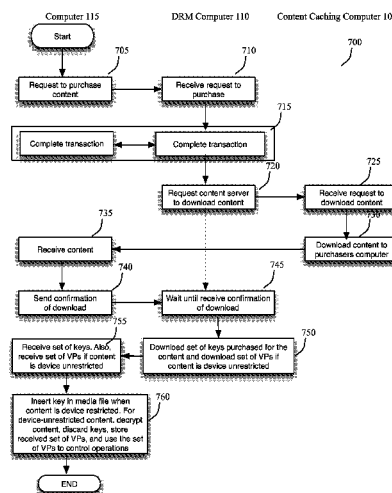 Computer 115
DRM Computer 110
Content Caching Computer 10
Start
700
705
710
Request to purchase
content
Receive request to
purchase
715
Complete transaction
Complete transaction
720
725
Request content server
to download content
Receive request to
download content
730
735
Receive content
Download content to
purchasers computer
740
745
Send confirmation
of download
Wait until receive confirmation
of download
755
750
Receive set of keys. Also,
receive set of VPs if content
is device unrestricted
Download set of keys purchased for the
content and download set of VPs if
content is device unrestricted
760
Insert key in media file when
content is device restricted. For
device-unrestricted content, decrypt
content, discard keys, store
received set of VPs, and use the set
of VPs to control operations
END